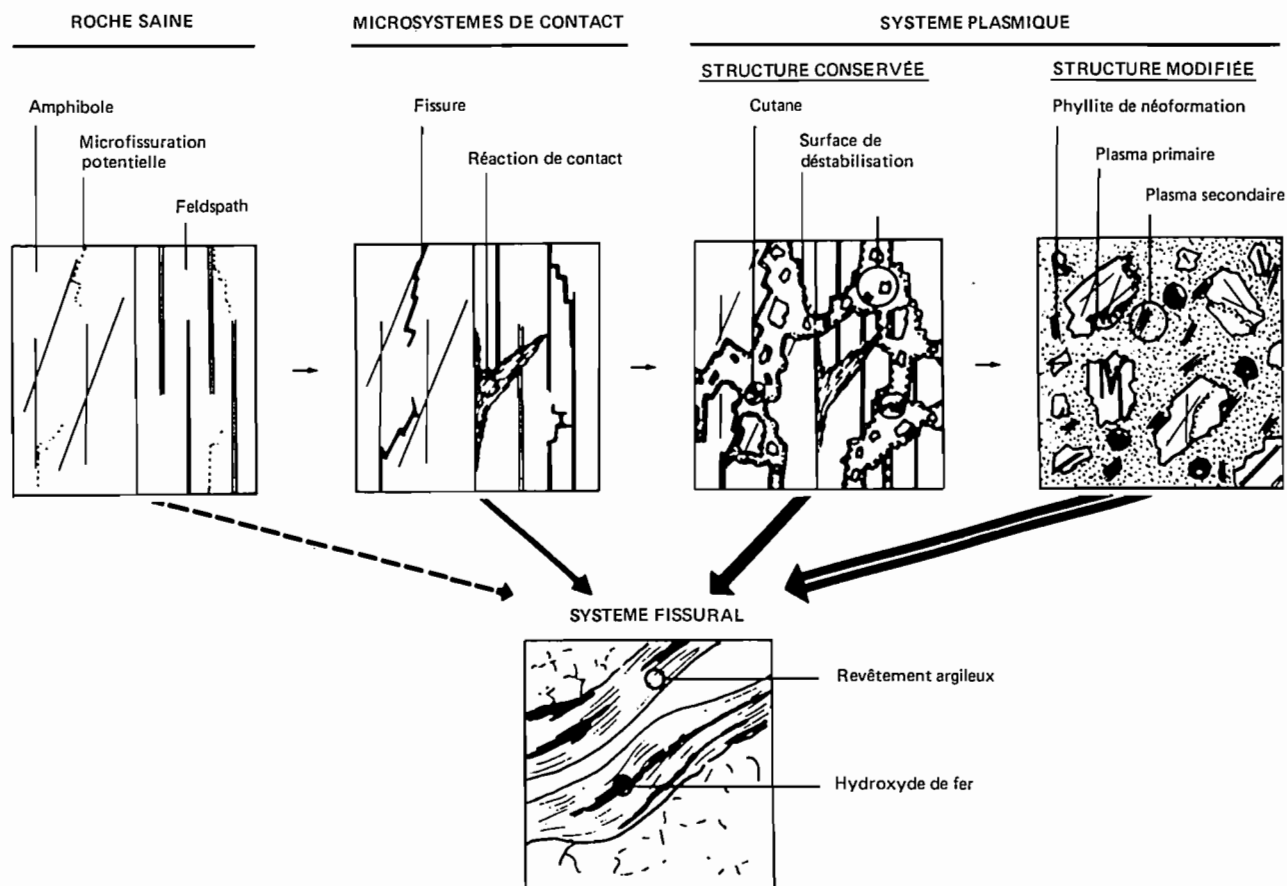 ROCHE SAINE
MICROSYSTEMES DE CONTACT
SYSTEME PLASMIQUE
STRUCTURE CONSERVÉE
STRUCTURE MODIFIÉE
Amphibole
Microfissuration
potentielle
Feldspath
Fissure
Réaction de contact
Cutane
Surface de
déstabilisation
Phyllite de néoformation
Plasma primaire
Plasma secondaire
SYSTEME FISSURAL
Revêtement argileux
Hydroxyde de fer